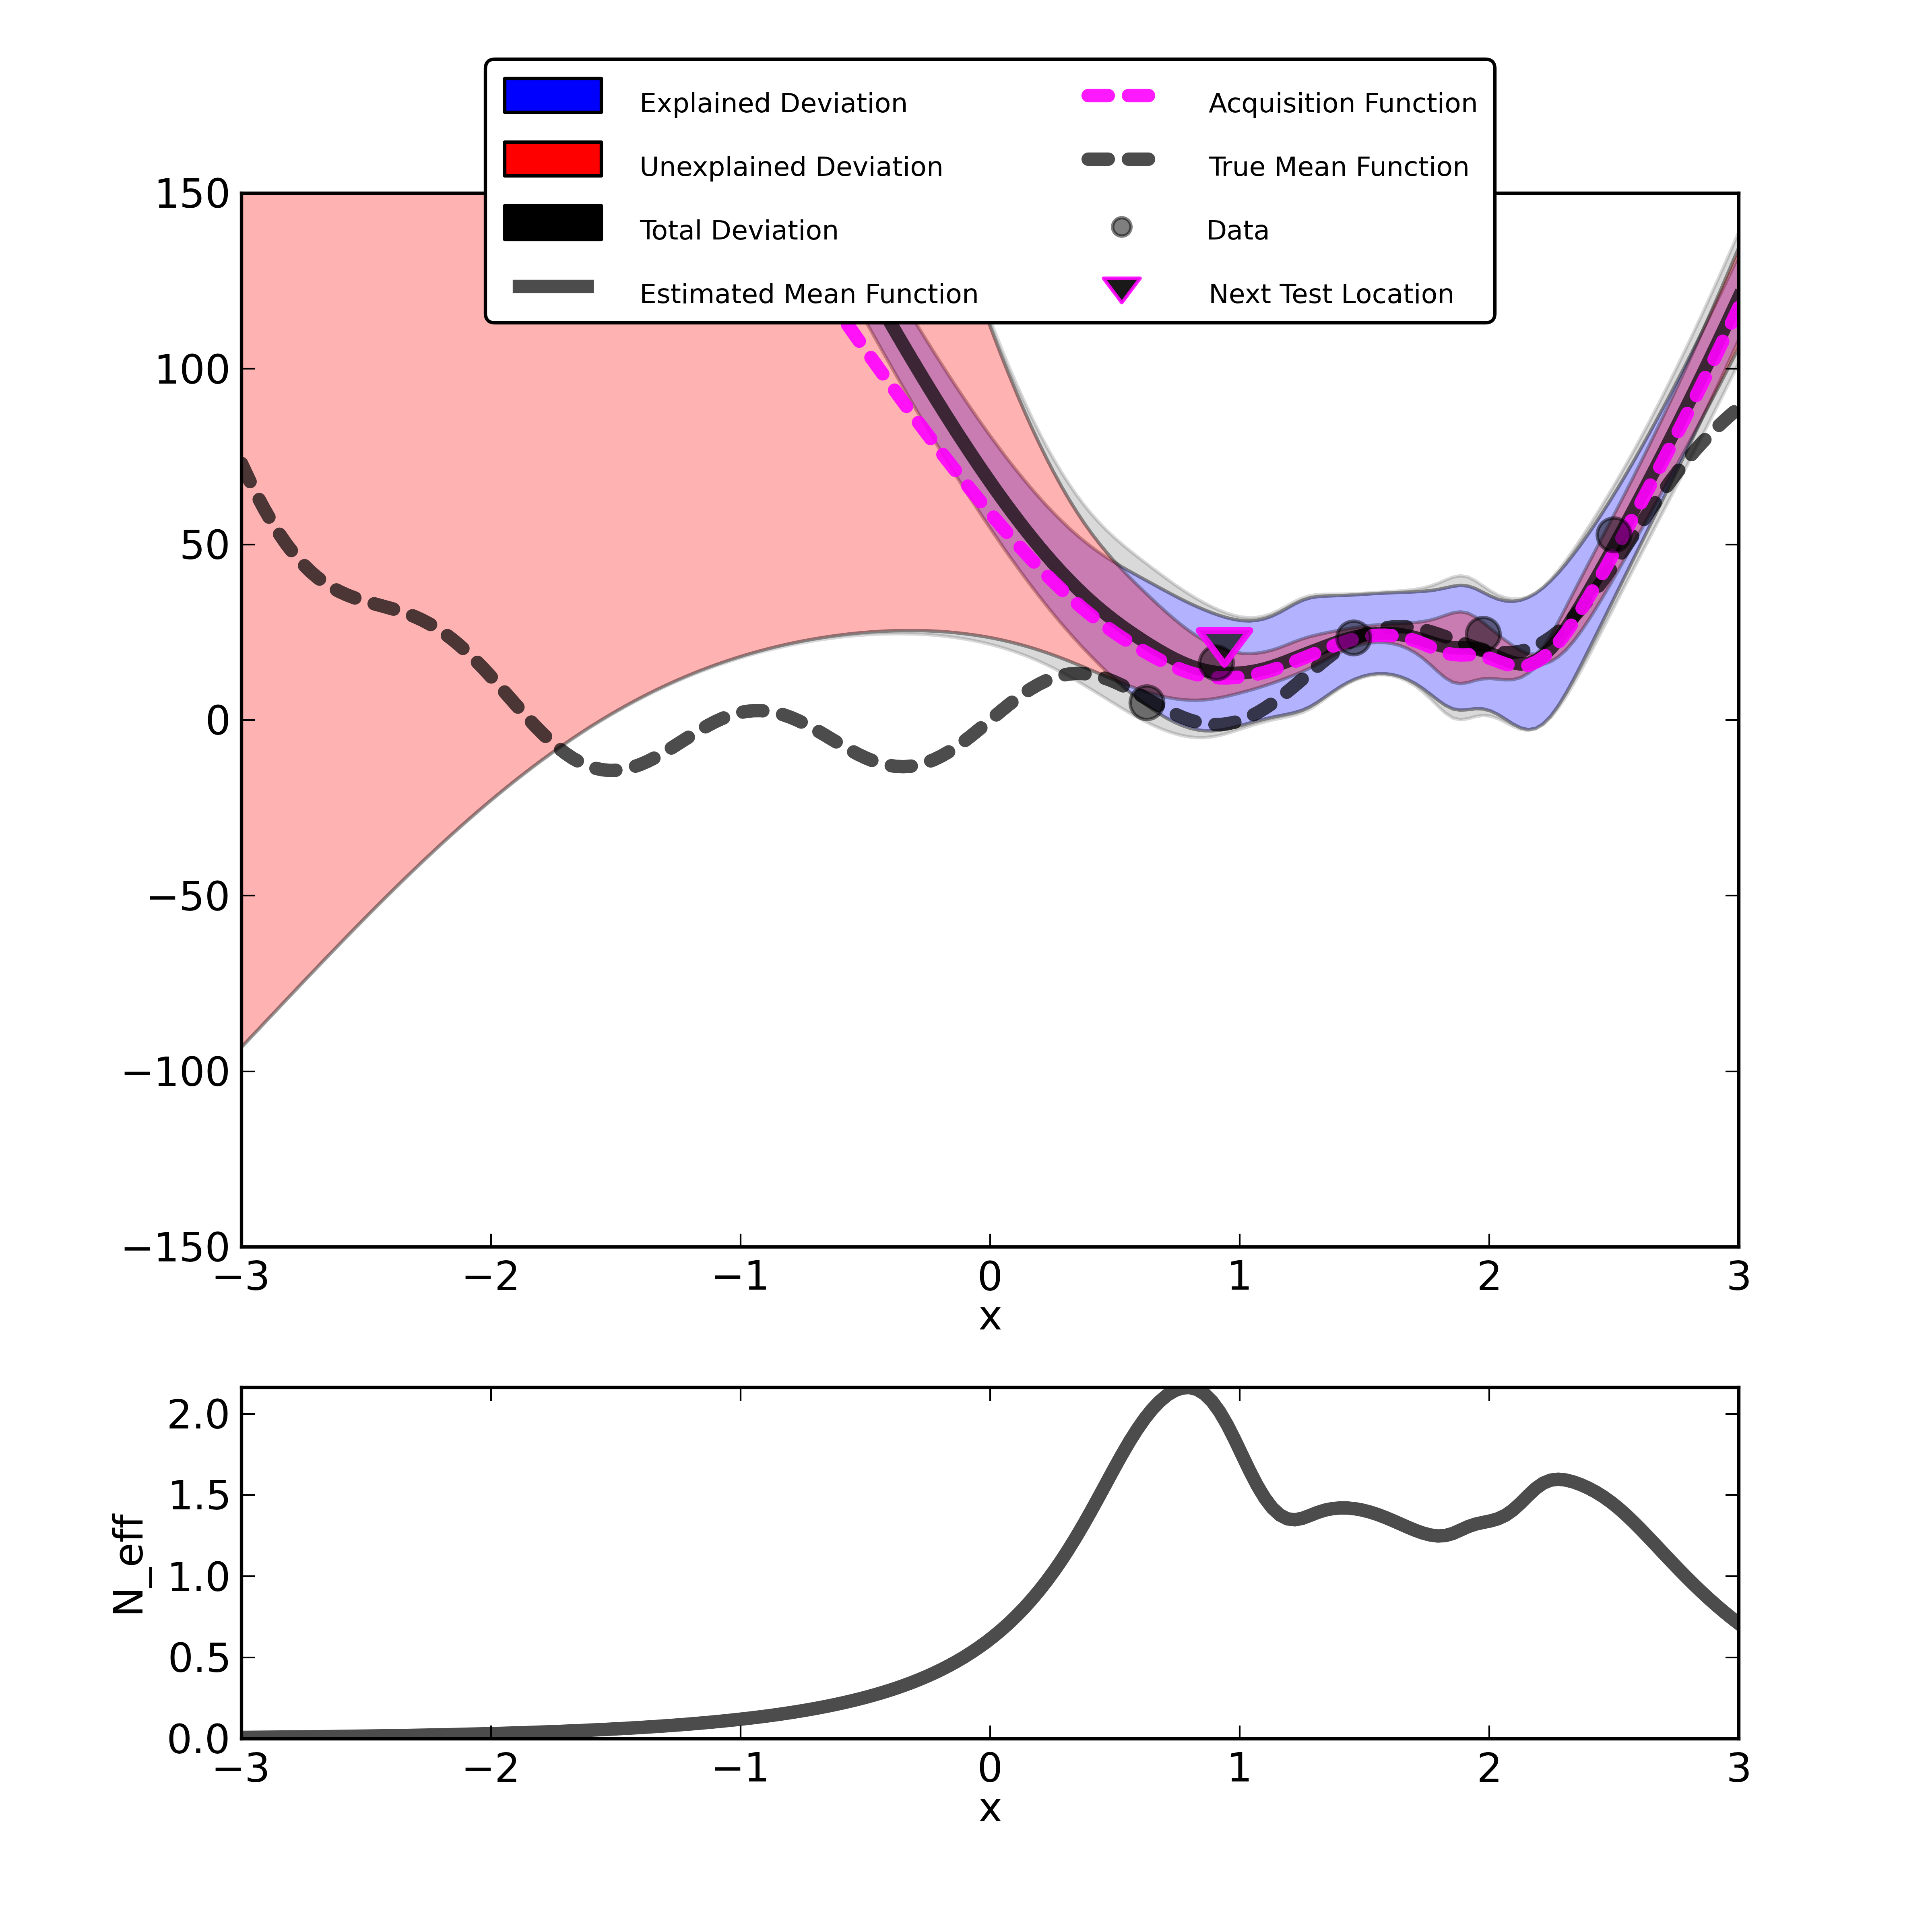 Explained Deviation
Unexplained Deviation
Total Deviation
Estimated Mean Function
Acquisition Function
True Mean Function
Data
Next Test Location
150
100
50
0
−50
−100
−150
−3 −2 −1 0 1 2 3
x
N_eff
2.0
1.5
1.0
0.5
0.0
−3 −2 −1 0 1 2 3
x